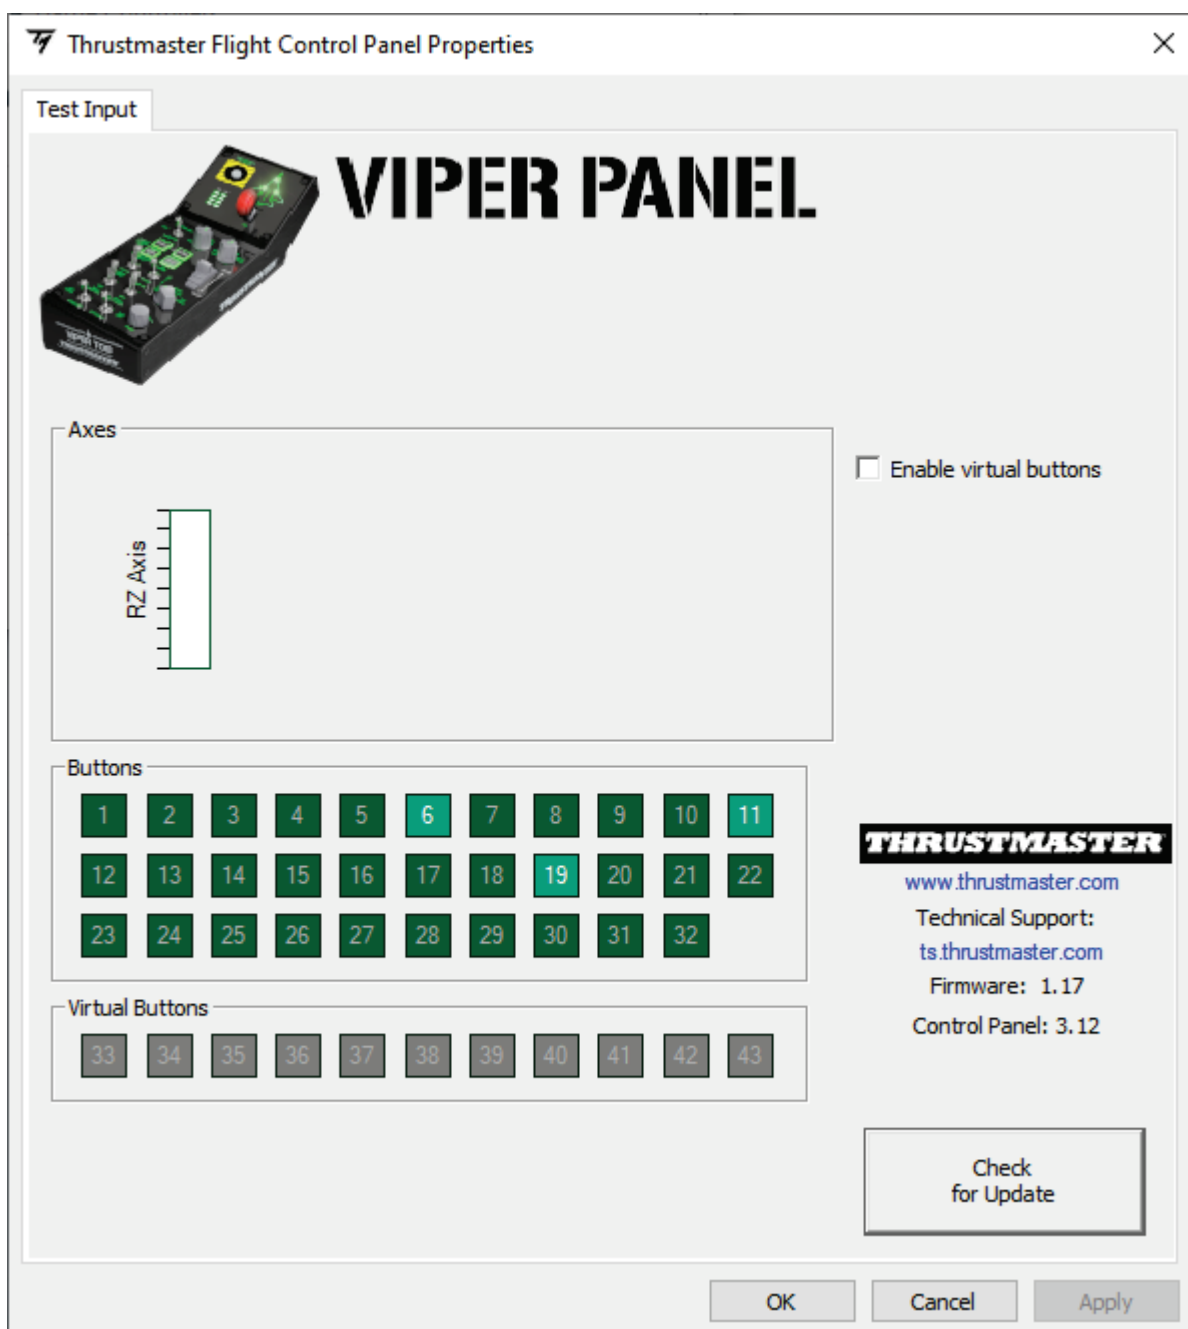 Thrustmaster Flight Control Panel Properties
Test Input
VIPER PANEL
THRUSTMASTER
VIPER TQS
Axes
Enable virtual buttons
RZ Axis
Buttons
1 2 3 4 5 6 7 8 9 10 11
12 13 14 15 16 17 18 19 20 21 22
23 24 25 26 27 28 29 30 31 32
THRUSTMASTER
www.thrustmaster.com
Technical Support:
ts.thrustmaster.com
Firmware: 1.17
Control Panel: 3.12
Virtual Buttons
33 34 35 36 37 38 39 40 41 42 43
Check
for Update
OK Cancel Apply